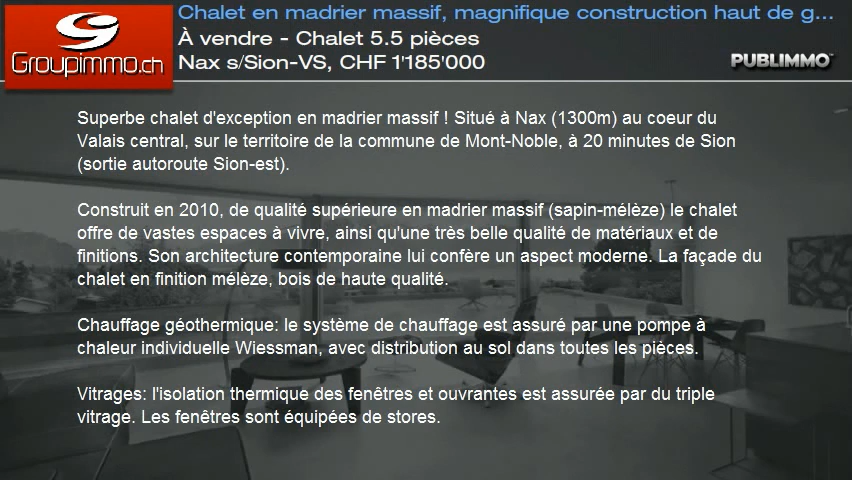 Groupimmo.ch
Chalet en madrier massif, magnifique construction haut de g...
À vendre - Chalet 5.5 pièces
Nax s/Sion-VS, CHF 1'185'000
PUBLIMMO™
Superbe chalet d'exception en madrier massif ! Situé à Nax (1300m) au coeur du
Valais central, sur le territoire de la commune de Mont-Noble, à 20 minutes de Sion
(sortie autoroute Sion-est).
Construit en 2010, de qualité supérieure en madrier massif (sapin-mélèze) le chalet
offre de vastes espaces à vivre, ainsi qu'une très belle qualité de matériaux et de
finitions. Son architecture contemporaine lui confère un aspect moderne. La façade du
chalet en finition mélèze, bois de haute qualité.
Chauffage géothermique: le système de chauffage est assuré par une pompe à
chaleur individuelle Wiessman, avec distribution au sol dans toutes les pièces.
Vitrages: l'isolation thermique des fenêtres et ouvrantes est assurée par du triple
vitrage. Les fenêtres sont équipées de stores.